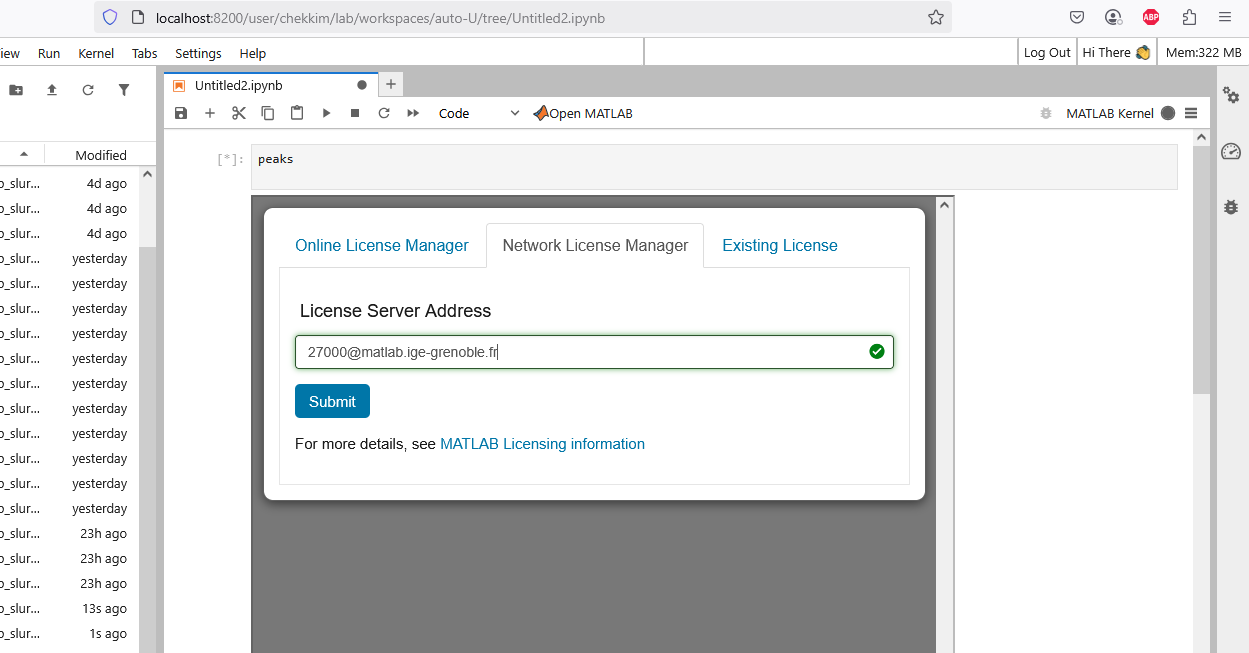 localhost:8200/user/chekkim/lab/workspaces/auto-U/tree/Untitled2.ipynb
ABP
iew Run Kernel Tabs Settings Help
Log Out Hi There Mem:322 MB
Untitled2.ipynb
Code
Open MATLAB
MATLAB Kernel
Modified
o_slur... 4d ago
o_slur... 4d ago
o_slur... 4d ago
o_slur... yesterday
o_slur... yesterday
o_slur... yesterday
o_slur... yesterday
o_slur... yesterday
o_slur... yesterday
o_slur... yesterday
o_slur... yesterday
o_slur... yesterday
o_slur... yesterday
o_slur... yesterday
o_slur... 23h ago
o_slur... 23h ago
o_slur... 23h ago
o_slur... 13s ago
o_slur... 1s ago
[*]: peaks
Online License Manager Network License Manager Existing License
License Server Address
27000@matlab.ige-grenoble.fr
Submit
For more details, see MATLAB Licensing information